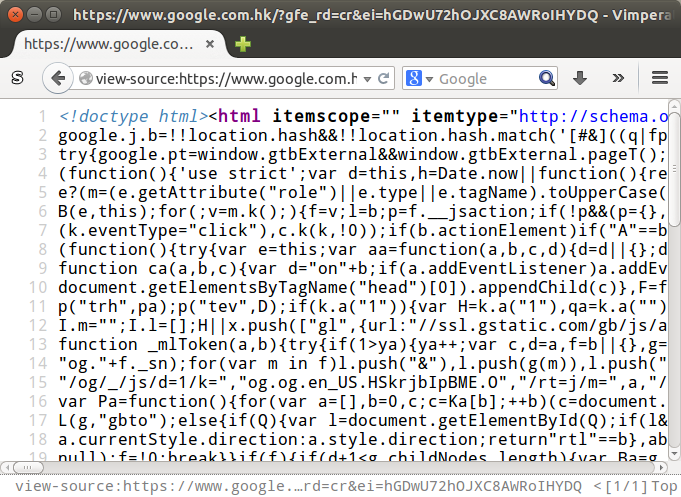 https://www.google.com.hk/?gfe_rd=cr&ei=hGDwU72hOJXC8AWRoIHYDQ - Vimpera
https://www.google.co…
view-source:https://www.google.com.h
Google
1 <!doctype html><html itemscope="" itemtype="http://schema.o
2 google.j.b=!!location.hash&&!!location.hash.match('[#&]((q|fp
3 try{google.pt=window.gtbExternal&&window.gtbExternal.pageT();
4 (function(){'use strict';var d=this,h=Date.now||function(){re
5 e?(m=(e.getAttribute("role")||e.type||e.tagName).toUpperCase(
6 B(e,this);for(;v=m.k();){f=v;l=b;p=f.__jsaction;if(!p&&(p={},
7 (k.eventType="click"),c.k(k,!0));if(b.actionElement)if("A"==b
8 (function(){try{var e=this;var aa=function(a,b,c,d){d=d||{};d
9 function ca(a,b,c){var d="on"+b;if(a.addEventListener)a.addEv
10 document.getElementsByTagName("head")[0]).appendChild(c)},F=f
11 p("trh",pa);p("tev",D);if(k.a("1")){var H=k.a("1"),qa=k.a("")
12 I.m="";I.l=[];H||x.push(["gl",{url:"//ssl.gstatic.com/gb/js/a
13 function _mlToken(a,b){try{if(1>ya){ya++;var c,d=a,f=b||{},g=
14 "og."+f._sn);for(var m in f)l.push("&"),l.push(g(m)),l.push("
15 "/og/_/js/d=1/k=","og.og.en_US.HSkrjbIpBME.O","/rt=j/m=",a,"/
16 var Pa=function(){for(var a=[],b=0,c;c=Ka[b];++b)(c=document.
17 L(g,"gbto");else{if(Q){var l=document.getElementById(Q);if(l&
18 a.currentStyle.direction:a.style.direction;return"rtl"==b},ab
19 null);f=!0;break}}if(f){if(d+1<g.childNodes.length){var Ba=g
view-source:https://www.google.…rd=cr&ei=hGDwU72hOJXC8AWRoIHYDQ <[1/1] Top